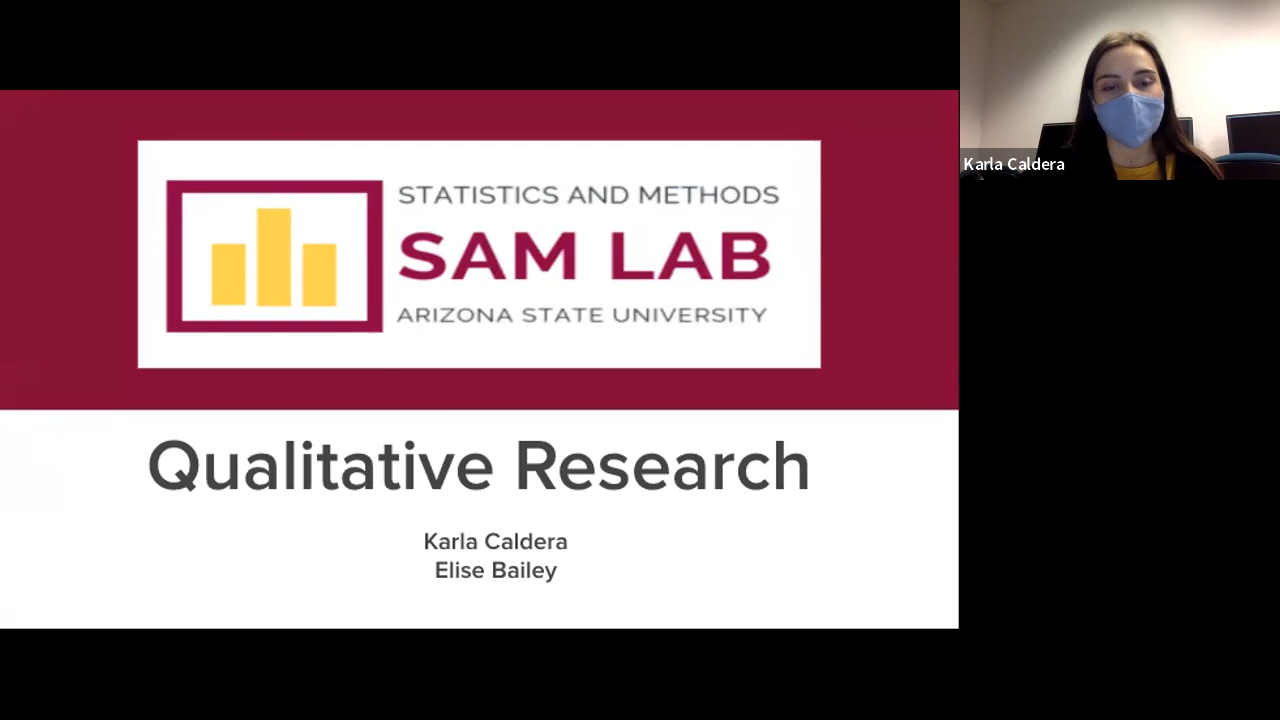 STATISTICS AND METHODS
SAM LAB
ARIZONA STATE UNIVERSITY
Qualitative Research
Karla Caldera
Elise Bailey
Karla Caldera